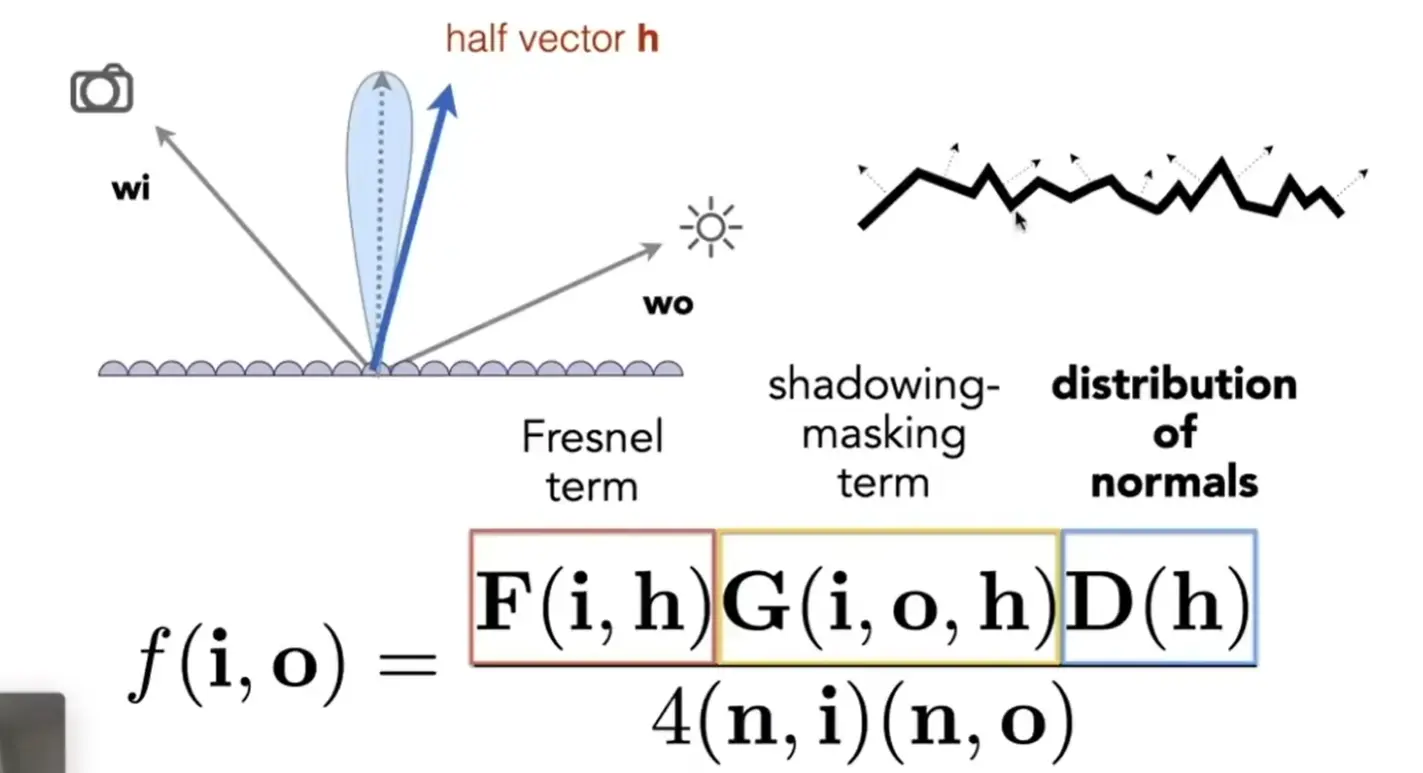 half vector h
wi
wo
Fresnel
term
shadowing-
masking
term
distribution
of
normals
f(i, o) = F(i, h)G(i, o, h)D(h) / 4(n, i)(n, o)